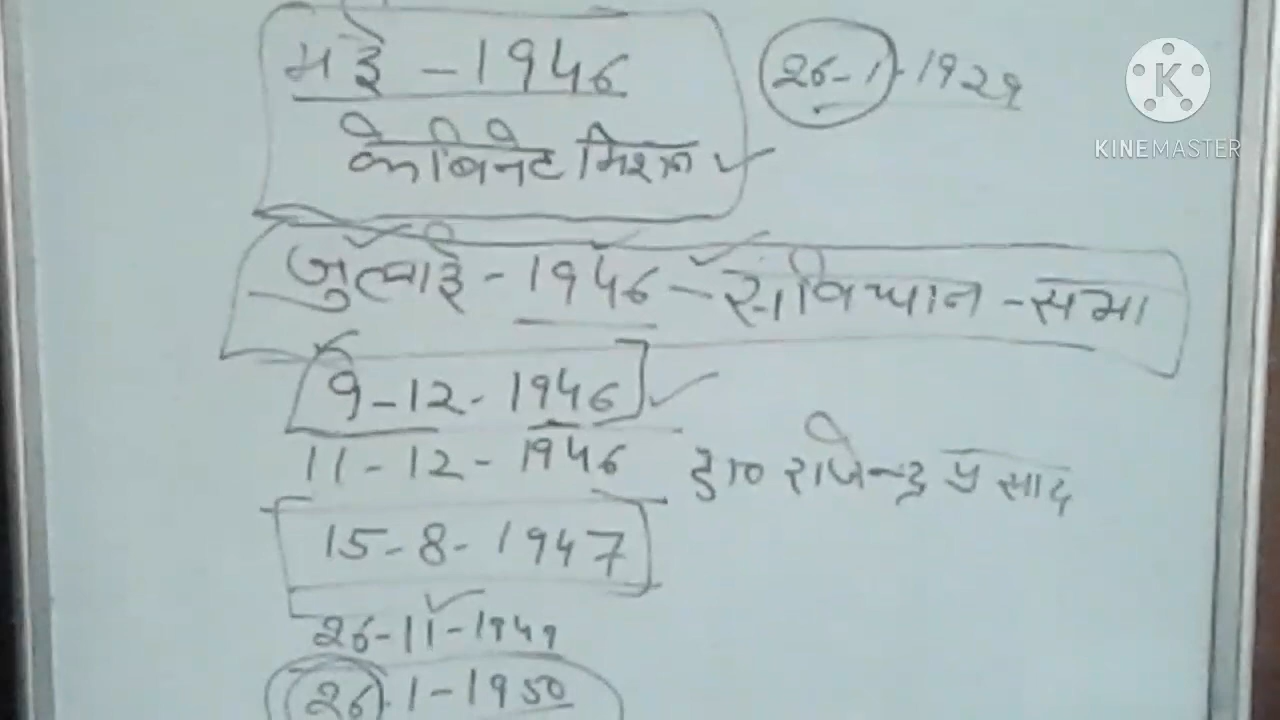 मई - 1946
26-1-1929
केबिनेट मिशन
जुलाई - 1946 - संविधान - सभा
9-12-1946
11-12-1946 डा० राजेन्द्र प्रसाद
15-8-1947
26-11-1949
26-1-1950
K
KINEMASTER